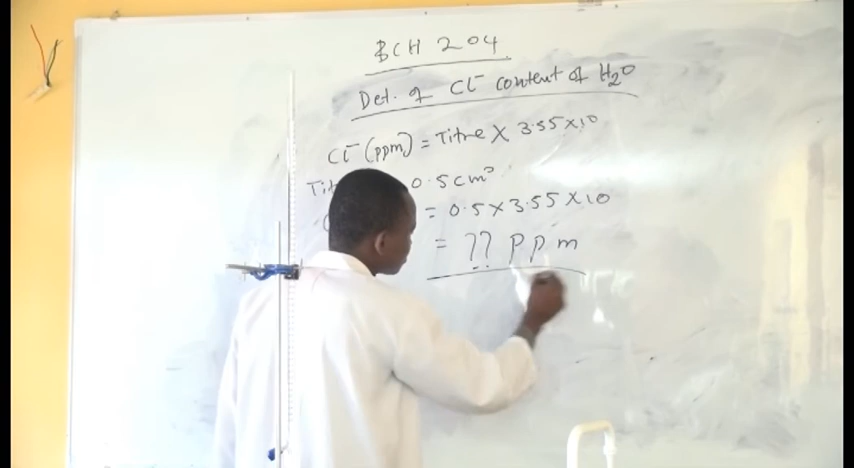 BCH 204
Det. of Cl⁻ content of H₂O
Cl⁻ (ppm) = Titre × 3.55×10
0.5cm³
= 0.5×3.55×10
= ?? ppm